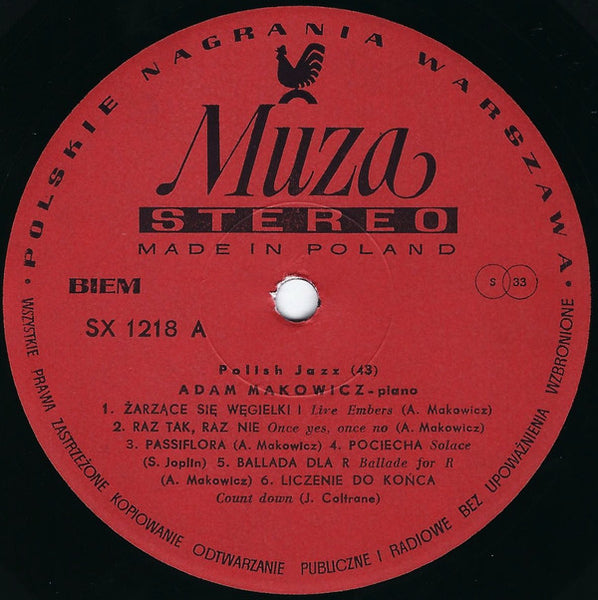 • POLSKIE NAGRANIA WARSZAWA •
Muza
STEREO
MADE IN POLAND
BIEM
S 33
SX 1218 A
Polish Jazz (43)
ADAM MAKOWICZ - piano
1. ŻARZĄCE SIĘ WĘGIELKI I Live Embers (A. Makowicz)
2. RAZ TAK, RAZ NIE Once yes, once no (A. Makowicz)
3. PASSIFLORA (A. Makowicz) 4. POCIECHA Solace
(S. Joplin) 5. BALLADA DLA R Ballade for R
(A. Makowicz) 6. LICZENIE DO KOŃCA
Count down (J. Coltrane)
WSZYSTKIE PRAWA ZASTRZEŻONE KOPIOWANIE ODTWARZANIE PUBLICZNE I RADIOWE BEZ UPOWAŻNIENIA WZBRONIONE